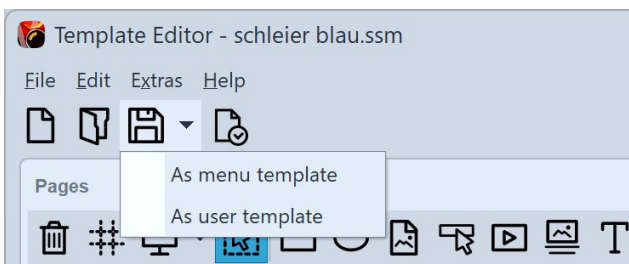 Template Editor - schleier blau.ssm
File Edit Extras Help
As menu template
Pages
As user template
T